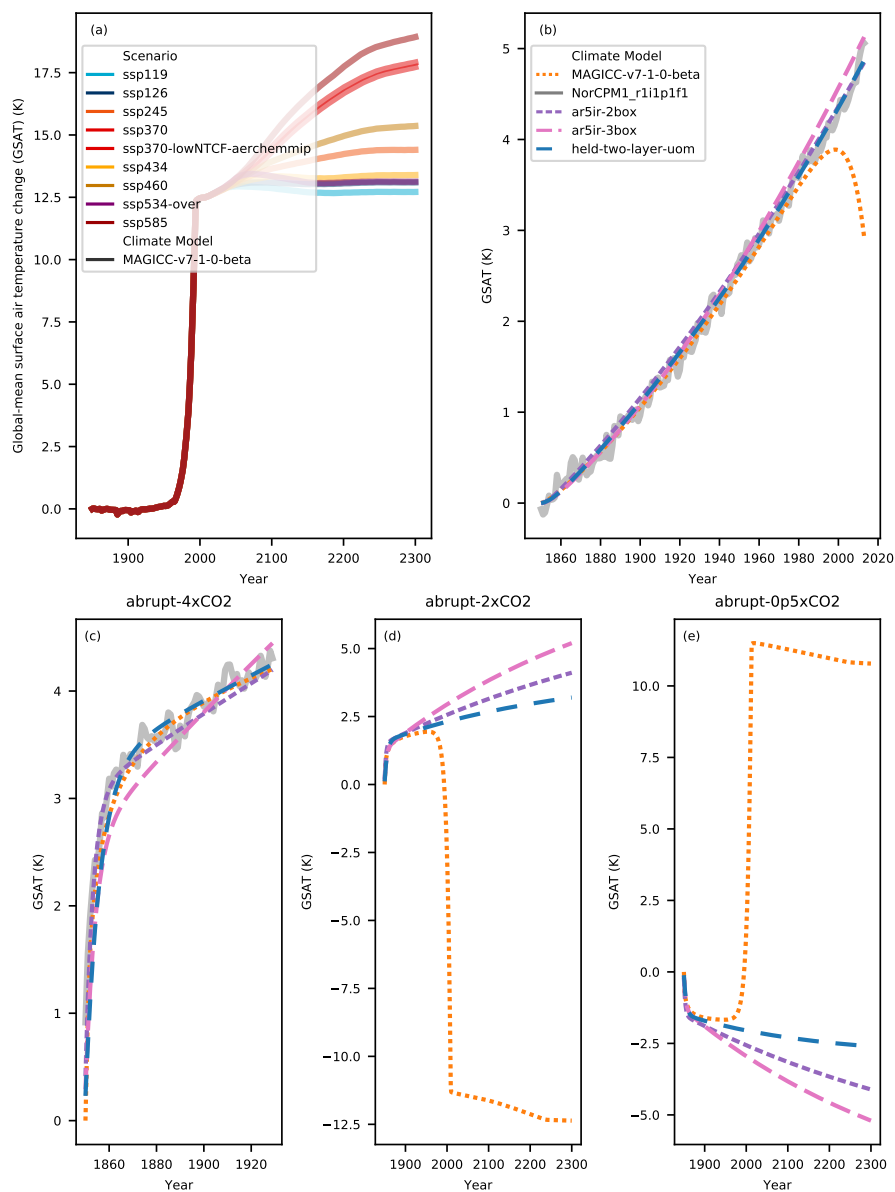 (a)
Scenario
ssp119
ssp126
ssp245
ssp370
ssp370-lowNTCF-aerchemmip
ssp434
ssp460
ssp534-over
ssp585
Climate Model
MAGICC-v7-1-0-beta
Global-mean surface air temperature change (GSAT) (K)
17.5
15.0
12.5
10.0
7.5
5.0
2.5
0.0
1900
2000
2100
2200
2300
Year
(b)
Climate Model
MAGICC-v7-1-0-beta
NorCPM1_r1i1p1f1
ar5ir-2box
ar5ir-3box
held-two-layer-uom
GSAT (K)
5
4
3
2
1
0
1860
1880
1900
1920
1940
1960
1980
2000
2020
Year
abrupt-4xCO2
(c)
GSAT (K)
4
3
2
1
0
1860
1880
1900
1920
Year
abrupt-2xCO2
(d)
GSAT (K)
5.0
2.5
0.0
−2.5
−5.0
−7.5
−10.0
−12.5
1900
2000
2100
2200
2300
Year
abrupt-0p5xCO2
(e)
GSAT (K)
10.0
7.5
5.0
2.5
0.0
−2.5
−5.0
1900
2000
2100
2200
2300
Year